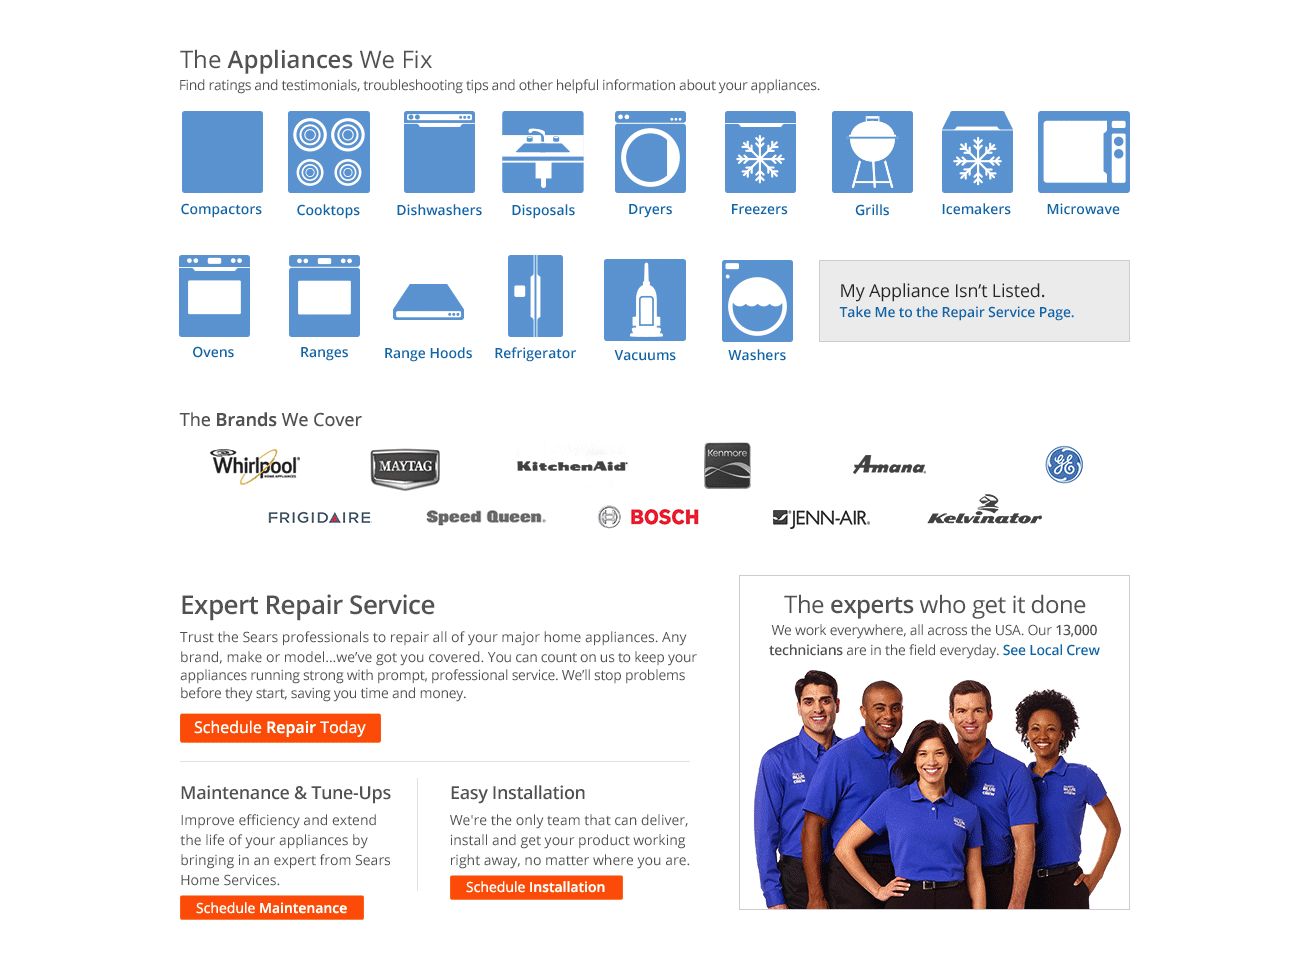 The Appliances We Fix
Find ratings and testimonials, troubleshooting tips and other helpful information about your appliances.
Compactors
Cooktops
Dishwashers
Disposals
Dryers
Freezers
Grills
Icemakers
Microwave
Ovens
Ranges
Range Hoods
Refrigerator
Vacuums
Washers
My Appliance Isn’t Listed.
Take Me to the Repair Service Page.
The Brands We Cover
Whirlpool
HOME APPLIANCES
MAYTAG
KitchenAid
Kenmore
Amana
GE
FRIGIDAIRE
Speed Queen
BOSCH
JENN-AIR
Kelvinator
Expert Repair Service
Trust the Sears professionals to repair all of your major home appliances. Any
brand, make or model...we’ve got you covered. You can count on us to keep your
appliances running strong with prompt, professional service. We’ll stop problems
before they start, saving you time and money.
Schedule Repair Today
Maintenance & Tune-Ups
Improve efficiency and extend
the life of your appliances by
bringing in an expert from Sears
Home Services.
Schedule Maintenance
Easy Installation
We're the only team that can deliver,
install and get your product working
right away, no matter where you are.
Schedule Installation
The experts who get it done
We work everywhere, all across the USA. Our 13,000
technicians are in the field everyday. See Local Crew
BLUE
CREW
BLUE
CREW